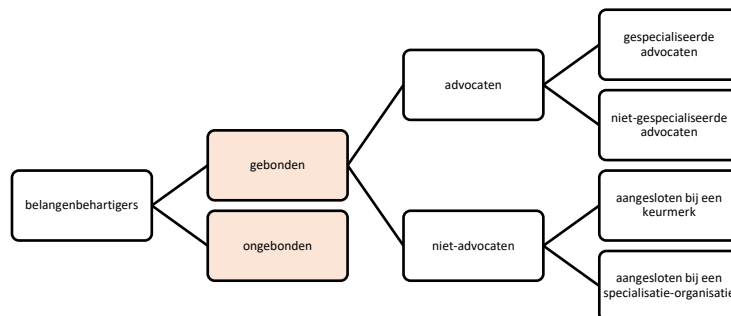 belangenbehartigers
gebonden
ongebonden
advocaten
niet-advocaten
gespecialiseerde
advocaten
niet-gespecialiseerde
advocaten
aangesloten bij een
keurmerk
aangesloten bij een
specialisatie-organisatie